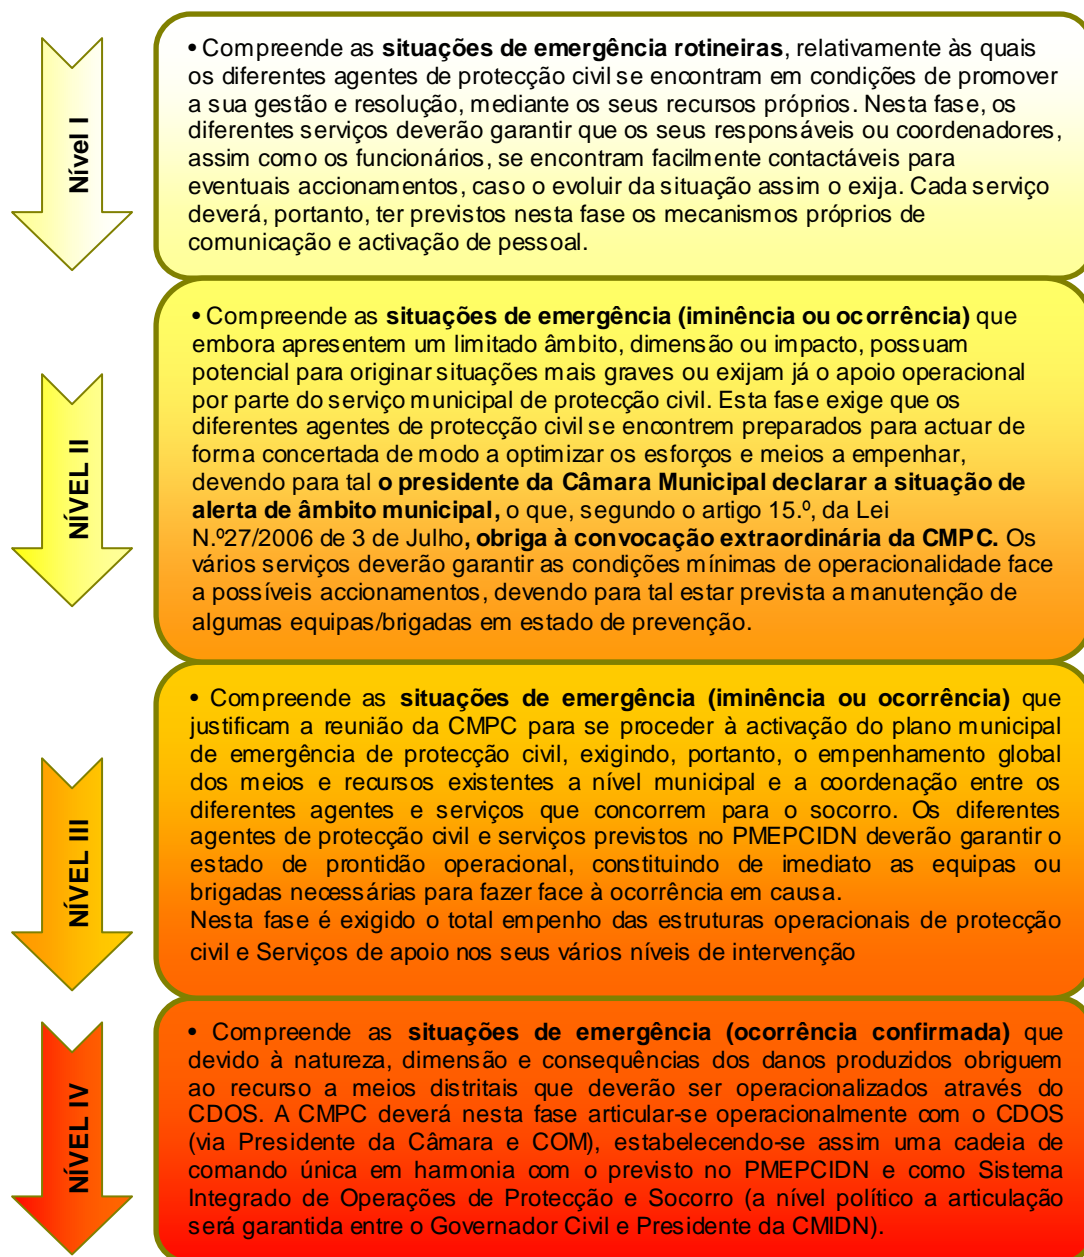 Nível I
• Compreende as situações de emergência rotineiras, relativamente às quais
os diferentes agentes de protecção civil se encontram em condições de promover
a sua gestão e resolução, mediante os seus recursos próprios. Nesta fase, os
diferentes serviços deverão garantir que os seus responsáveis ou coordenadores,
assim como os funcionários, se encontram facilmente contactáveis para
eventuais accionamentos, caso o evoluir da situação assim o exija. Cada serviço
deverá, portanto, ter previstos nesta fase os mecanismos próprios de
comunicação e activação de pessoal.
NÍVEL II
• Compreende as situações de emergência (iminência ou ocorrência) que
embora apresentem um limitado âmbito, dimensão ou impacto, possuam
potencial para originar situações mais graves ou exijam já o apoio operacional
por parte do serviço municipal de protecção civil. Esta fase exige que os
diferentes agentes de protecção civil se encontrem preparados para actuar de
forma concertada de modo a optimizar os esforços e meios a empenhar,
devendo para tal o presidente da Câmara Municipal declarar a situação de
alerta de âmbito municipal, o que, segundo o artigo 15.º, da Lei
N.º27/2006 de 3 de Julho, obriga à convocação extraordinária da CMPC. Os
vários serviços deverão garantir as condições mínimas de operacionalidade face
a possíveis accionamentos, devendo para tal estar prevista a manutenção de
algumas equipas/brigadas em estado de prevenção.
NÍVEL III
• Compreende as situações de emergência (iminência ou ocorrência) que
justificam a reunião da CMPC para se proceder à activação do plano municipal
de emergência de protecção civil, exigindo, portanto, o empenhamento global
dos meios e recursos existentes a nível municipal e a coordenação entre os
diferentes agentes e serviços que concorrem para o socorro. Os diferentes
agentes de protecção civil e serviços previstos no PMEPCIDN deverão garantir o
estado de prontidão operacional, constituindo de imediato as equipas ou
brigadas necessárias para fazer face à ocorrência em causa.
Nesta fase é exigido o total empenho das estruturas operacionais de protecção
civil e Serviços de apoio nos seus vários níveis de intervenção
NÍVEL IV
• Compreende as situações de emergência (ocorrência confirmada) que
devido à natureza, dimensão e consequências dos danos produzidos obriguem
ao recurso a meios distritais que deverão ser operacionalizados através do
CDOS. A CMPC deverá nesta fase articular-se operacionalmente com o CDOS
(via Presidente da Câmara e COM), estabelecendo-se assim uma cadeia de
comando única em harmonia com o previsto no PMEPCIDN e como Sistema
Integrado de Operações de Protecção e Socorro (a nível político a articulação
será garantida entre o Governador Civil e Presidente da CMIDN).